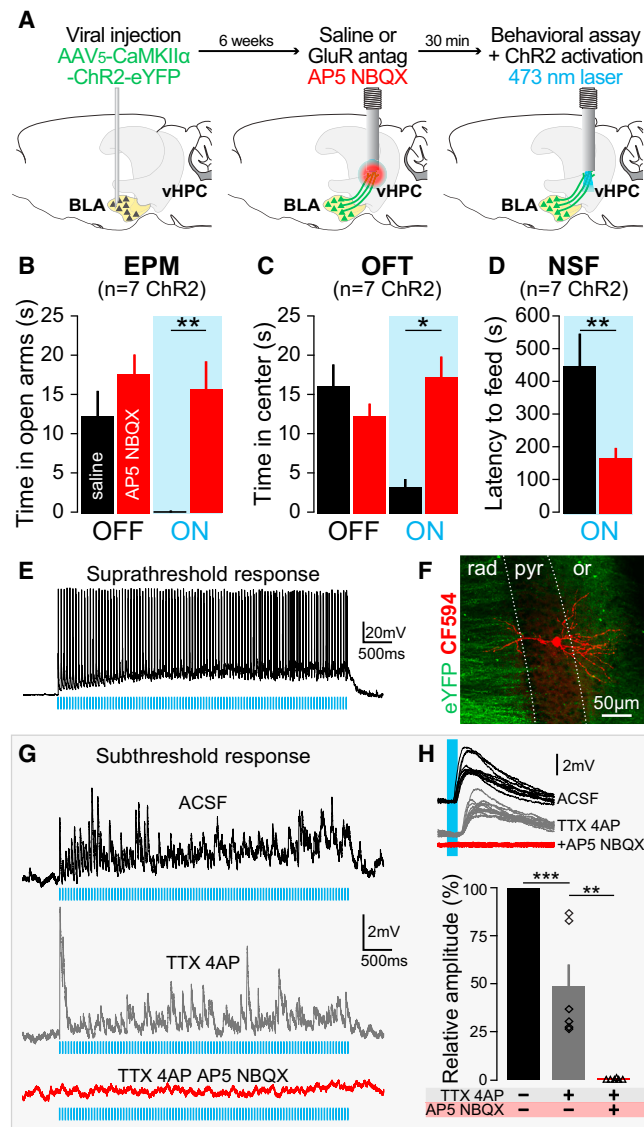 A
Viral injection
AAV5-CaMKIIα
-ChR2-eYFP
6 weeks
Saline or
GluR antag
AP5 NBQX
30 min
Behavioral assay
+ ChR2 activation
473 nm laser
BLA
vHPC
BLA
vHPC
BLA
vHPC
B
EPM
(n=7 ChR2)
Time in open arms (s)
25
20
15
10
5
0
saline
AP5 NBQX
**
OFF
ON
C
OFT
(n=7 ChR2)
Time in center (s)
25
20
15
10
5
0
*
OFF
ON
D
NSF
(n=7 ChR2)
Latency to feed (s)
600
500
400
300
200
100
0
**
ON
E
Suprathreshold response
20mV
500ms
F
rad
pyr
or
eYFP CF594
50µm
G
Subthreshold response
ACSF
TTX 4AP
2mV
500ms
TTX 4AP AP5 NBQX
H
2mV
ACSF
TTX 4AP
+AP5 NBQX
Relative amplitude (%)
100
75
50
25
0
***
**
TTX 4AP − + +
AP5 NBQX − − +